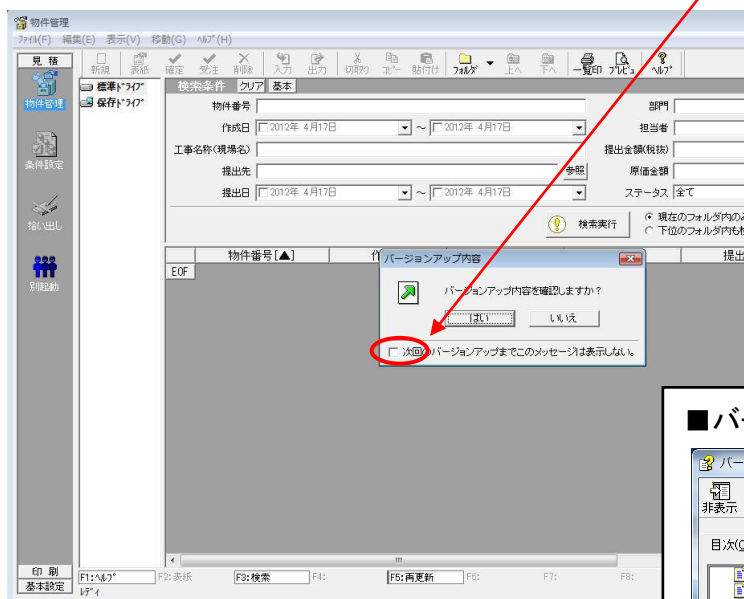 物件管理
ファイル(F) 編集(E) 表示(V) 移動(G) ヘルプ(H)
見 積
新規 表紙 確定 受注 削除 入力 出力 切取り コピー 貼付け フォルダ 上へ 下へ 一覧印 プレビュ ヘルプ
標準ドライブ
保存ドライブ
検索条件 クリア 基本
物件管理
条件設定
拾い出し
別起動
物件番号
部門
作成日 2012年 4月17日 ～ 2012年 4月17日
担当者
工事名称(現場名)
提出金額(税抜)
提出先 参照
原価金額
提出日 2012年 4月17日 ～ 2012年 4月17日
ステータス 全て
検索実行
現在のフォルダ内のみ
下位のフォルダ内も
物件番号[▲]
提出
EOF
バージョンアップ内容
バージョンアップ内容を確認しますか？
はい いいえ
次回のバージョンアップまでこのメッセージは表示しない。
■バー
バー
非表示
目次(C
印 刷
基本設定
F1:ヘルプ F2:表紙 F3:検索 F4: F5:再更新 F6: F7: F8:
レディ